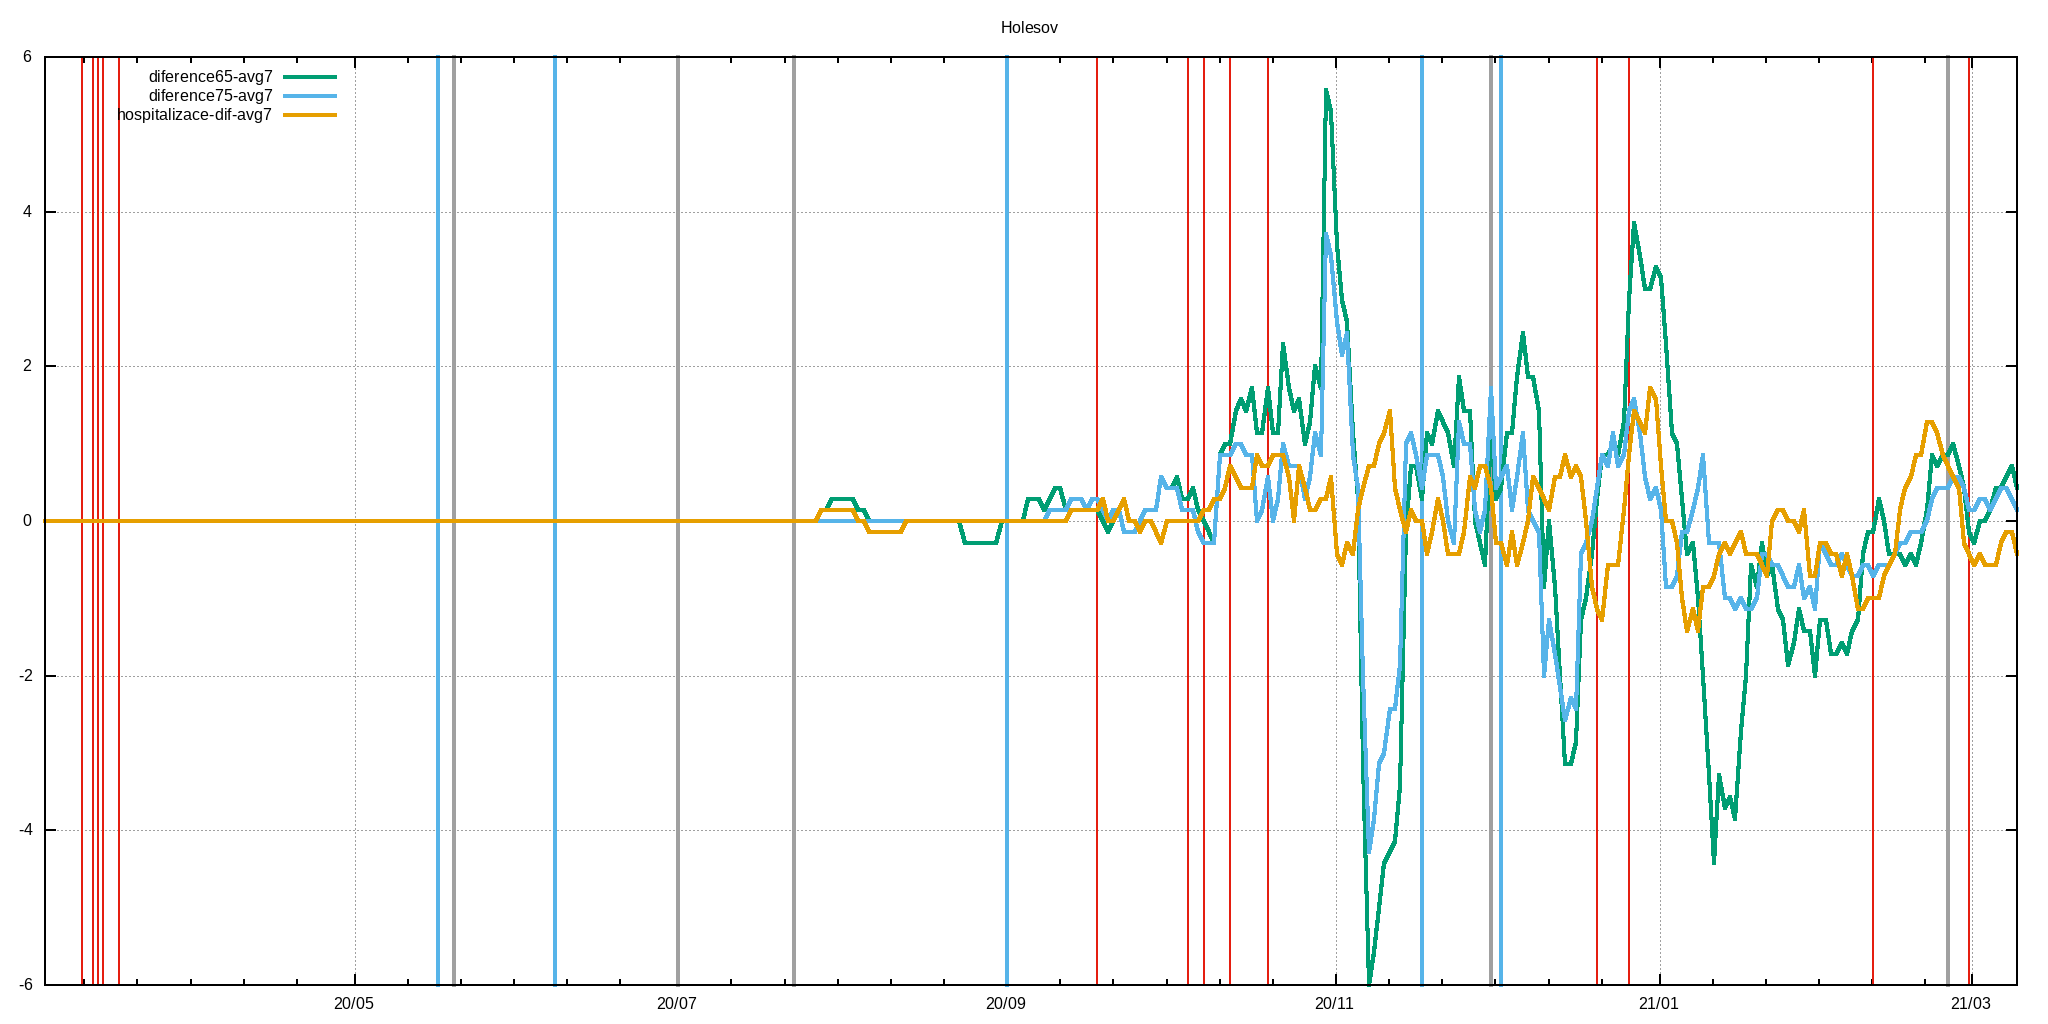 Holesov
6
diference65-avg7
diference75-avg7
hospitalizace-dif-avg7
4
2
0
-2
-4
-6
20/05 20/07 20/09 20/11 21/01 21/03